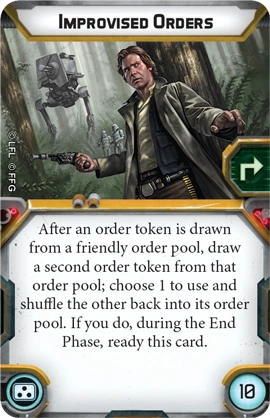 IMPROVISED ORDERS
© LFL © FFG
After an order token is drawn
from a friendly order pool, draw
a second order token from that
order pool; choose 1 to use and
shuffle the other back into its order
pool. If you do, during the End
Phase, ready this card.
10